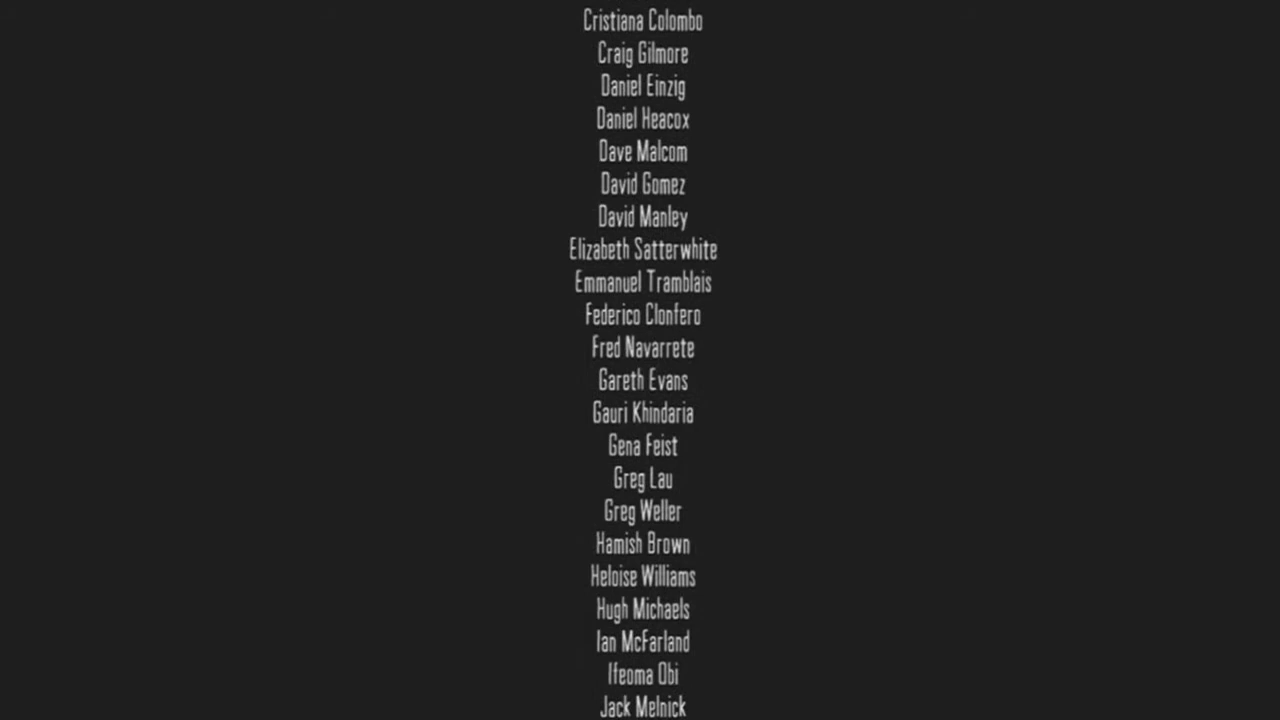 Cristiana Colombo
Craig Gilmore
Daniel Einzig
Daniel Heacox
Dave Malcom
David Gomez
David Manley
Elizabeth Satterwhite
Emmanuel Tramblais
Federico Clonfero
Fred Navarrete
Gareth Evans
Gauri Khindaria
Gena Feist
Greg Lau
Greg Weller
Hamish Brown
Heloise Williams
Hugh Michaels
Ian McFarland
Ifeoma Obi
Jack Melnick